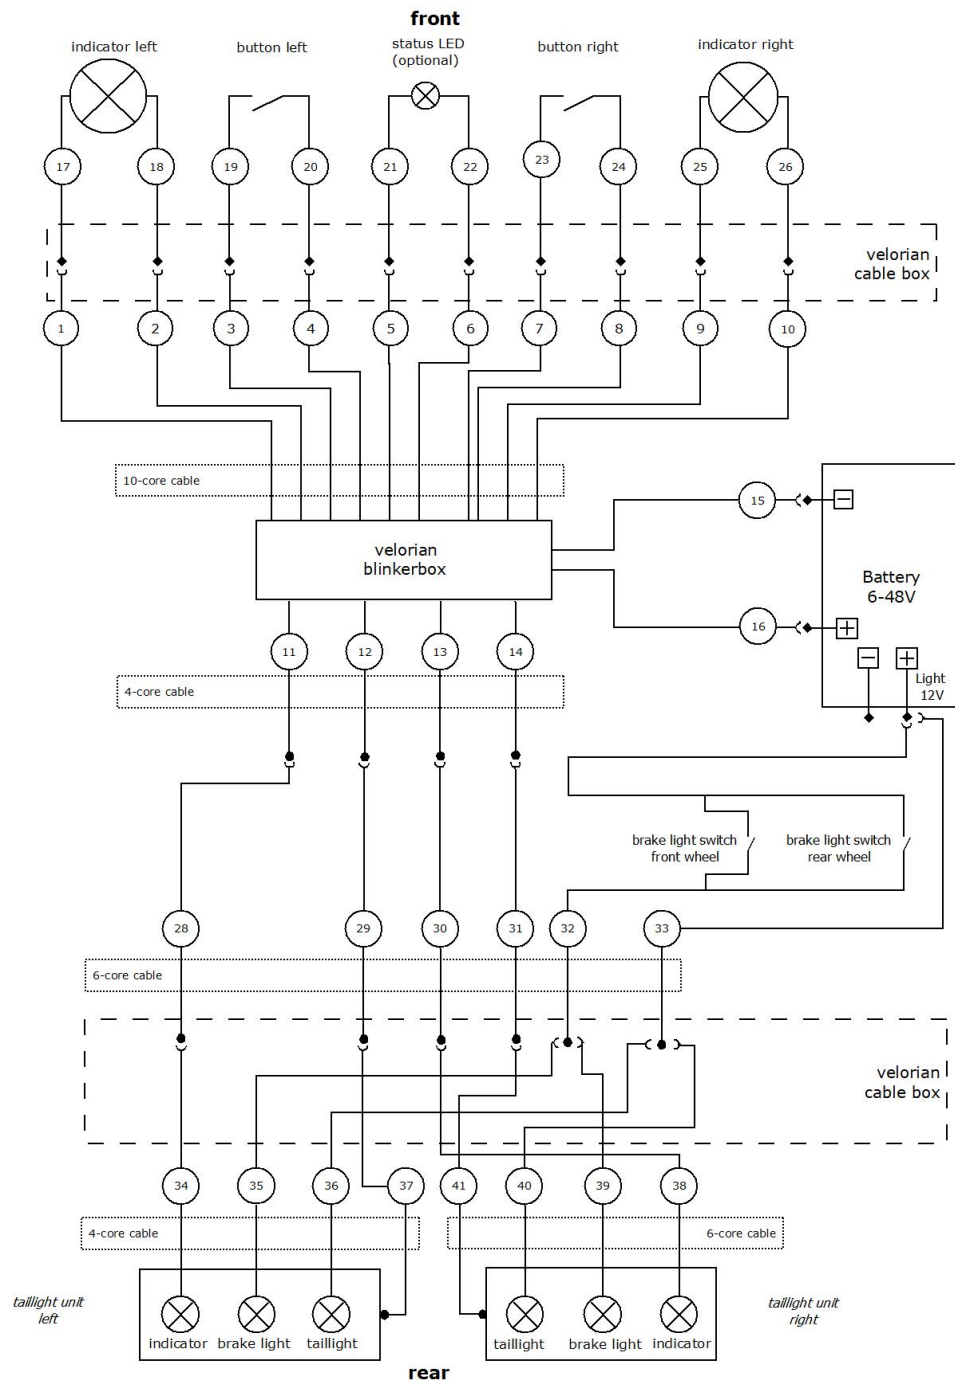 front
indicator left
button left
status LED
(optional)
button right
indicator right
17
18
19
20
21
22
23
24
25
26
velorian
cable box
1
2
3
4
5
6
7
8
9
10
10-core cable
15
velorian
blinkerbox
Battery
6-48V
16
11
12
13
14
Light
12V
4-core cable
brake light switch
front wheel
brake light switch
rear wheel
28
29
30
31
32
33
6-core cable
velorian
cable box
34
35
36
37
41
40
39
38
4-core cable
6-core cable
taillight unit
left
indicator
brake light
taillight
taillight
brake light
indicator
taillight unit
right
rear